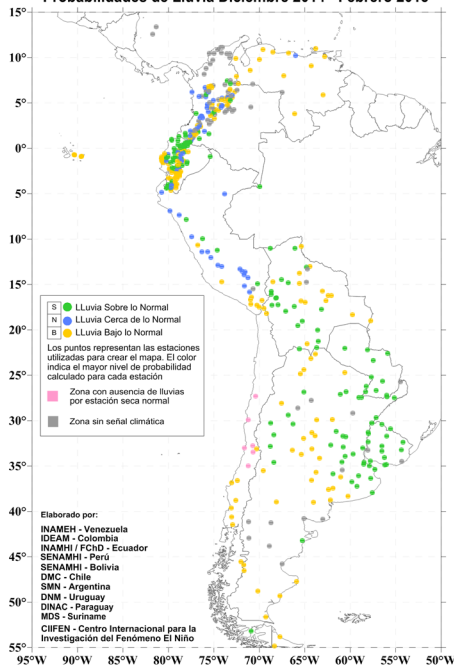 Probabilidades de Lluvia Diciembre 2014 - Febrero 2015
15°
10°
5°
0°
5°
10°
15°
20°
25°
30°
35°
40°
45°
50°
55°
S LLuvia Sobre lo Normal
N LLuvia Cerca de lo Normal
B LLuvia Bajo lo Normal
Los puntos representan las estaciones
utilizadas para crear el mapa. El color
indica el mayor nivel de probabilidad
calculado para cada estación
Zona con ausencia de lluvias
por estación seca normal
Zona sin señal climática
Elaborado por:
INAMEH - Venezuela
IDEAM - Colombia
INAMHI / FChD - Ecuador
SENAMHI - Perú
SENAMHI - Bolivia
DMC - Chile
SMN - Argentina
DNM - Uruguay
DINAC - Paraguay
MDS - Suriname
CIIFEN - Centro Internacional para la
Investigación del Fenómeno El Niño
95°W 90°W 85°W 80°W 75°W 70°W 65°W 60°W 55°W 50°W